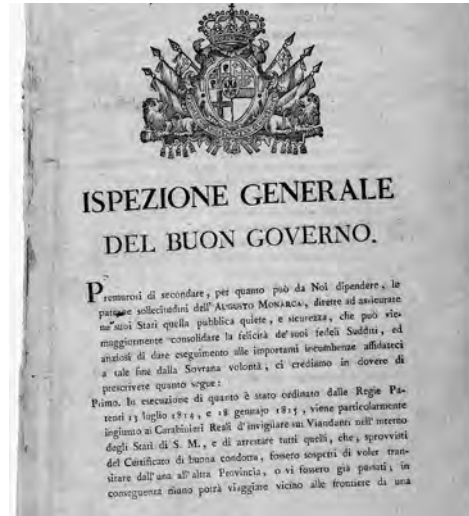 ISPEZIONE GENERALE
DEL BUON GOVERNO.
Premurosi di secondare, per quanto può da Noi dipendere, le
paterne sollecitudini dell'AUGUSTO MONARCA, dirette ad assicurare
ne' suoi Stati quella pubblica quiete, e sicurezza, che può vie-
maggiormente consolidare la felicità de' suoi fedeli Sudditi, ed
anziosi di dare eseguimento alle importanti incumbenze affidateci
a tale fine dalla Sovrana volontà, ci crediamo in dovere di
prescrivere quanto segue:
Primo. In esecuzione di quanto è stato ordinato dalle Regie Pa-
tenti 13 luglio 1814, e 18 gennajo 1815, viene particolarmente
ingiunto ai Carabinieri Reali d'invigilare sui Viandanti nell'interno
degli Stati di S. M., e di arrestare tutti quelli, che, sprovvisti
del Certificato di buona condotta, fossero sospetti di voler tran-
sitare dall'una all'altra Provincia, o vi fossero già passati, in
conseguenza niuno potrà viaggiare vicino alle frontiere di una